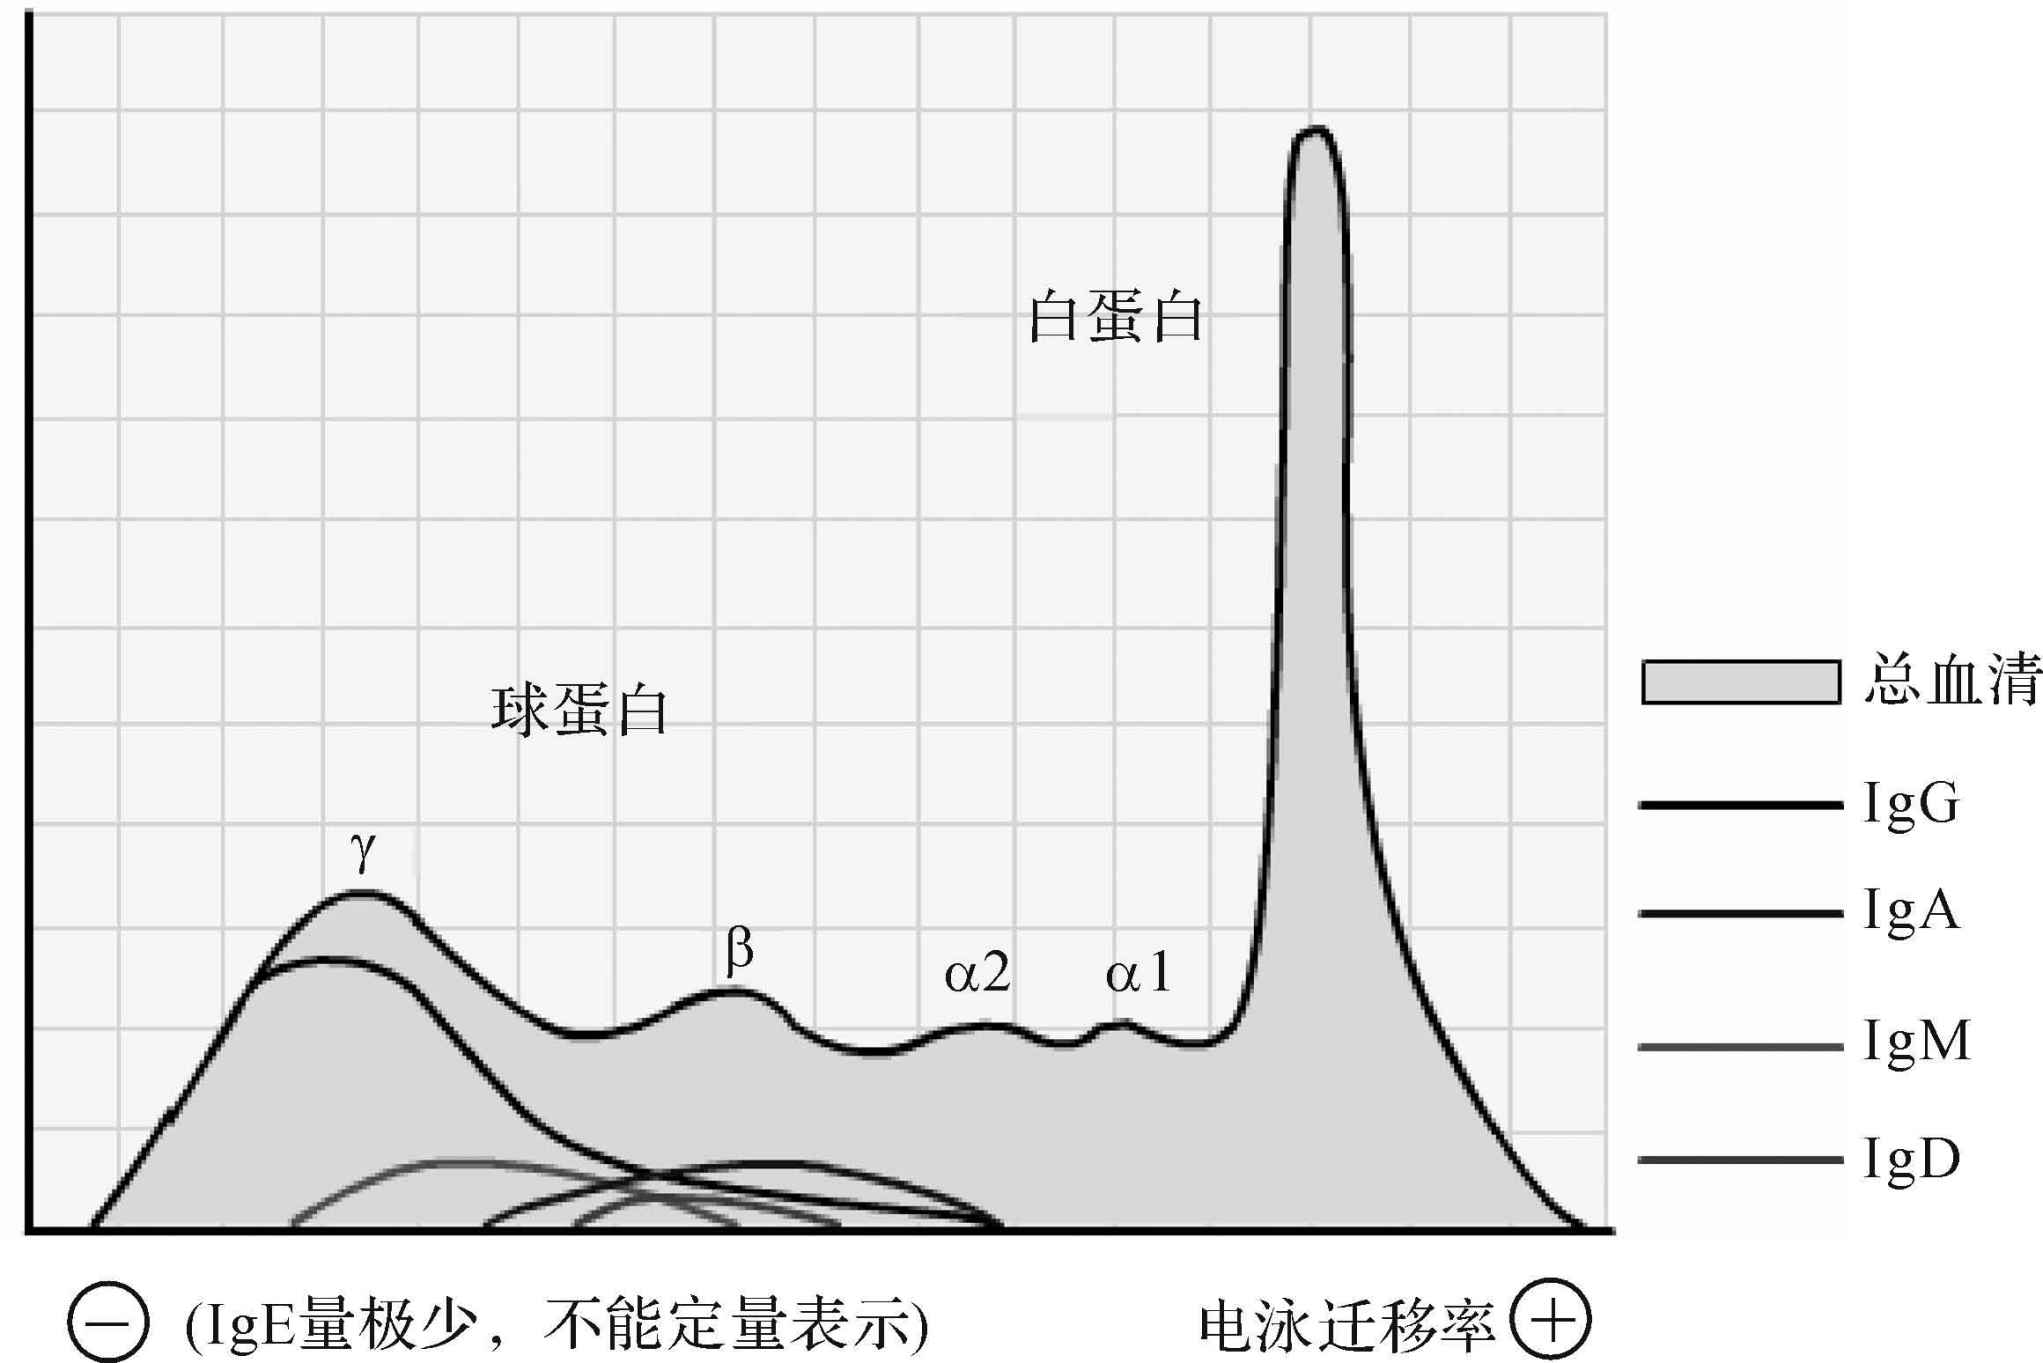 白蛋白
球蛋白
γ
β
α2
α1
总血清
IgG
IgA
IgM
IgD
− (IgE量极少，不能定量表示)
电泳迁移率 +